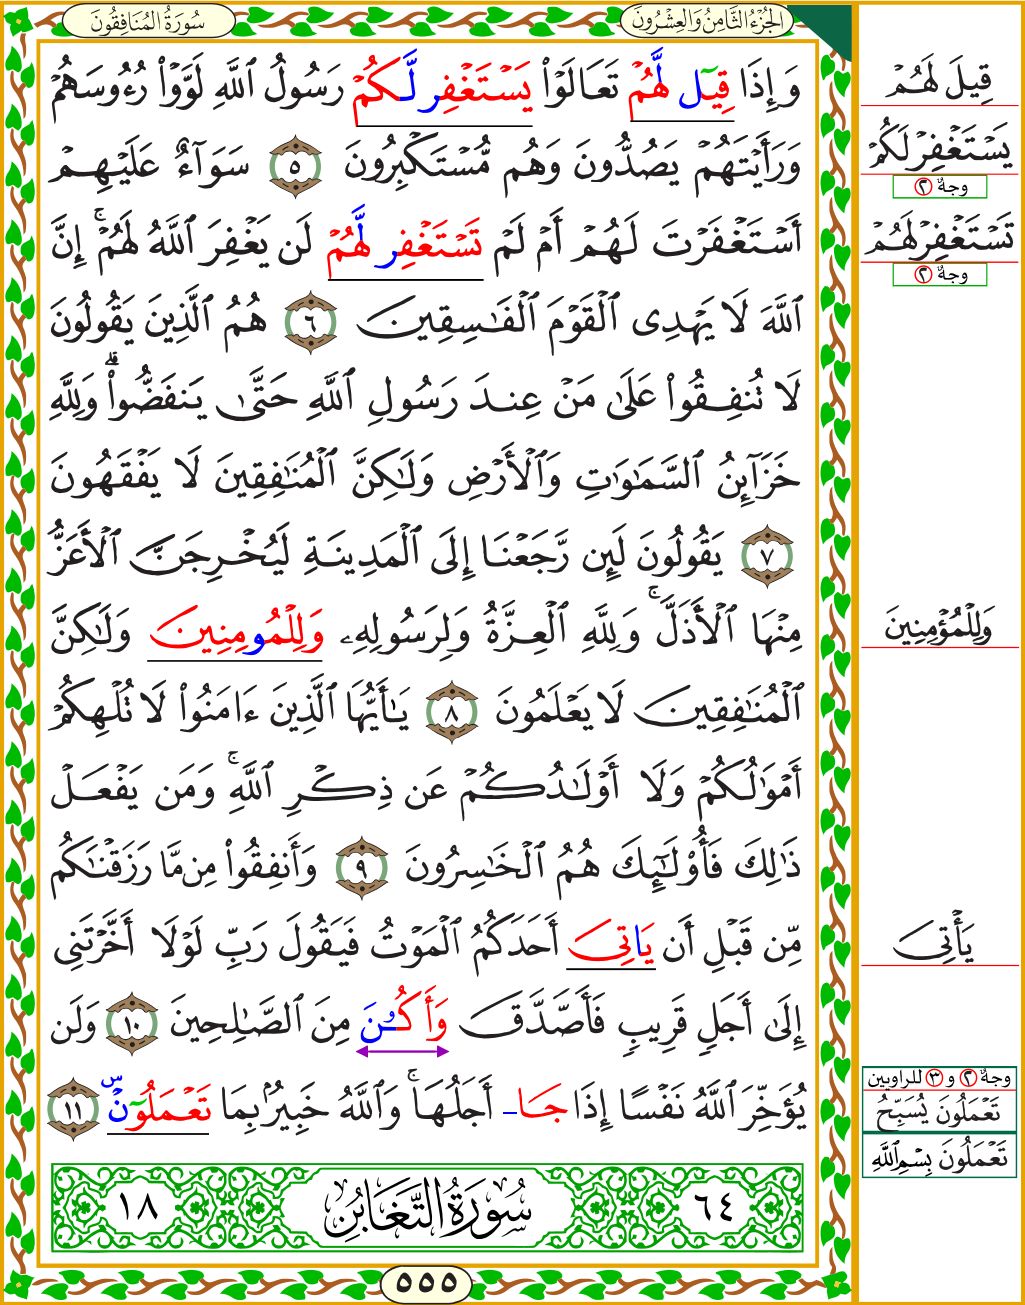 سُورَةُ المُنَافِقُونَ
الجُزْءُ الثَّامِنُ وَالعِشْرُونَ
وَإِذَا قِيل لَّهُمۡ تَعَالَوۡاْ يَسۡتَغۡفِر لَّكُمۡ رَسُولُ ٱللَّهِ لَوَّوۡاْ رُءُوسَهُمۡ
وَرَأَيۡتَهُمۡ يَصُدُّونَ وَهُم مُّسۡتَكۡبِرُونَ ٥ سَوَآءٌ عَلَيۡهِمۡ
أَسۡتَغۡفَرۡتَ لَهُمۡ أَمۡ لَمۡ تَسۡتَغۡفِر لَّهُمۡ لَن يَغۡفِرَ ٱللَّهُ لَهُمۡۚ إِنَّ
ٱللَّهَ لَا يَهۡدِى ٱلۡقَوۡمَ ٱلۡفَٰسِقِينَ ٦ هُمُ ٱلَّذِينَ يَقُولُونَ
لَا تُنفِقُواْ عَلَىٰ مَنۡ عِندَ رَسُولِ ٱللَّهِ حَتَّىٰ يَنفَضُّواْۗ وَلِلَّهِ
خَزَآئِنُ ٱلسَّمَٰوَٰتِ وَٱلۡأَرۡضِ وَلَٰكِنَّ ٱلۡمُنَٰفِقِينَ لَا يَفۡقَهُونَ
٧ يَقُولُونَ لَئِن رَّجَعۡنَا إِلَى ٱلۡمَدِينَةِ لَيُخۡرِجَنَّ ٱلۡأَعَزُّ
مِنۡهَا ٱلۡأَذَلَّۚ وَلِلَّهِ ٱلۡعِزَّةُ وَلِرَسُولِهِۦ وَلِلۡمُومِنِينَ وَلَٰكِنَّ
ٱلۡمُنَٰفِقِينَ لَا يَعۡلَمُونَ ٨ يَٰأَيُّهَا ٱلَّذِينَ ءَامَنُواْ لَا تُلۡهِكُمۡ
أَمۡوَٰلُكُمۡ وَلَا أَوۡلَٰدُكُمۡ عَن ذِكۡرِ ٱللَّهِۚ وَمَن يَفۡعَلۡ
ذَٰلِكَ فَأُوْلَٰٓئِكَ هُمُ ٱلۡخَٰسِرُونَ ٩ وَأَنفِقُواْ مِن مَّا رَزَقۡنَٰكُم
مِّن قَبۡلِ أَن يَاتِىَ أَحَدَكُمُ ٱلۡمَوۡتُ فَيَقُولَ رَبِّ لَوۡلَا أَخَّرۡتَنِى
إِلَىٰ أَجَلٖ قَرِيبٖ فَأَصَّدَّقَ وَأَكُونَ مِنَ ٱلصَّٰلِحِينَ ١٠ وَلَن
يُؤَخِّرَ ٱللَّهُ نَفۡسًا إِذَا جَا أَجَلُهَاۚ وَٱللَّهُ خَبِيرُۢ بِمَا تَعۡمَلُونۜ ١١
٦٤ سُورَةُ التَّغَابُنِ ١٨
٥٥٥
قِيلَ لَهُمۡ
يَسۡتَغۡفِرۡ لَكُمۡ
وجهٌ ٢
تَسۡتَغۡفِرۡ لَهُمۡ
وجهٌ ٢
وَلِلۡمُؤۡمِنِينَ
يَأۡتِىَ
وجهٌ ٢ و ٣ للراويين
تَعۡمَلُونَ يُسَبِّحُ
تَعۡمَلُونَ بِسۡمِ ٱللَّهِ